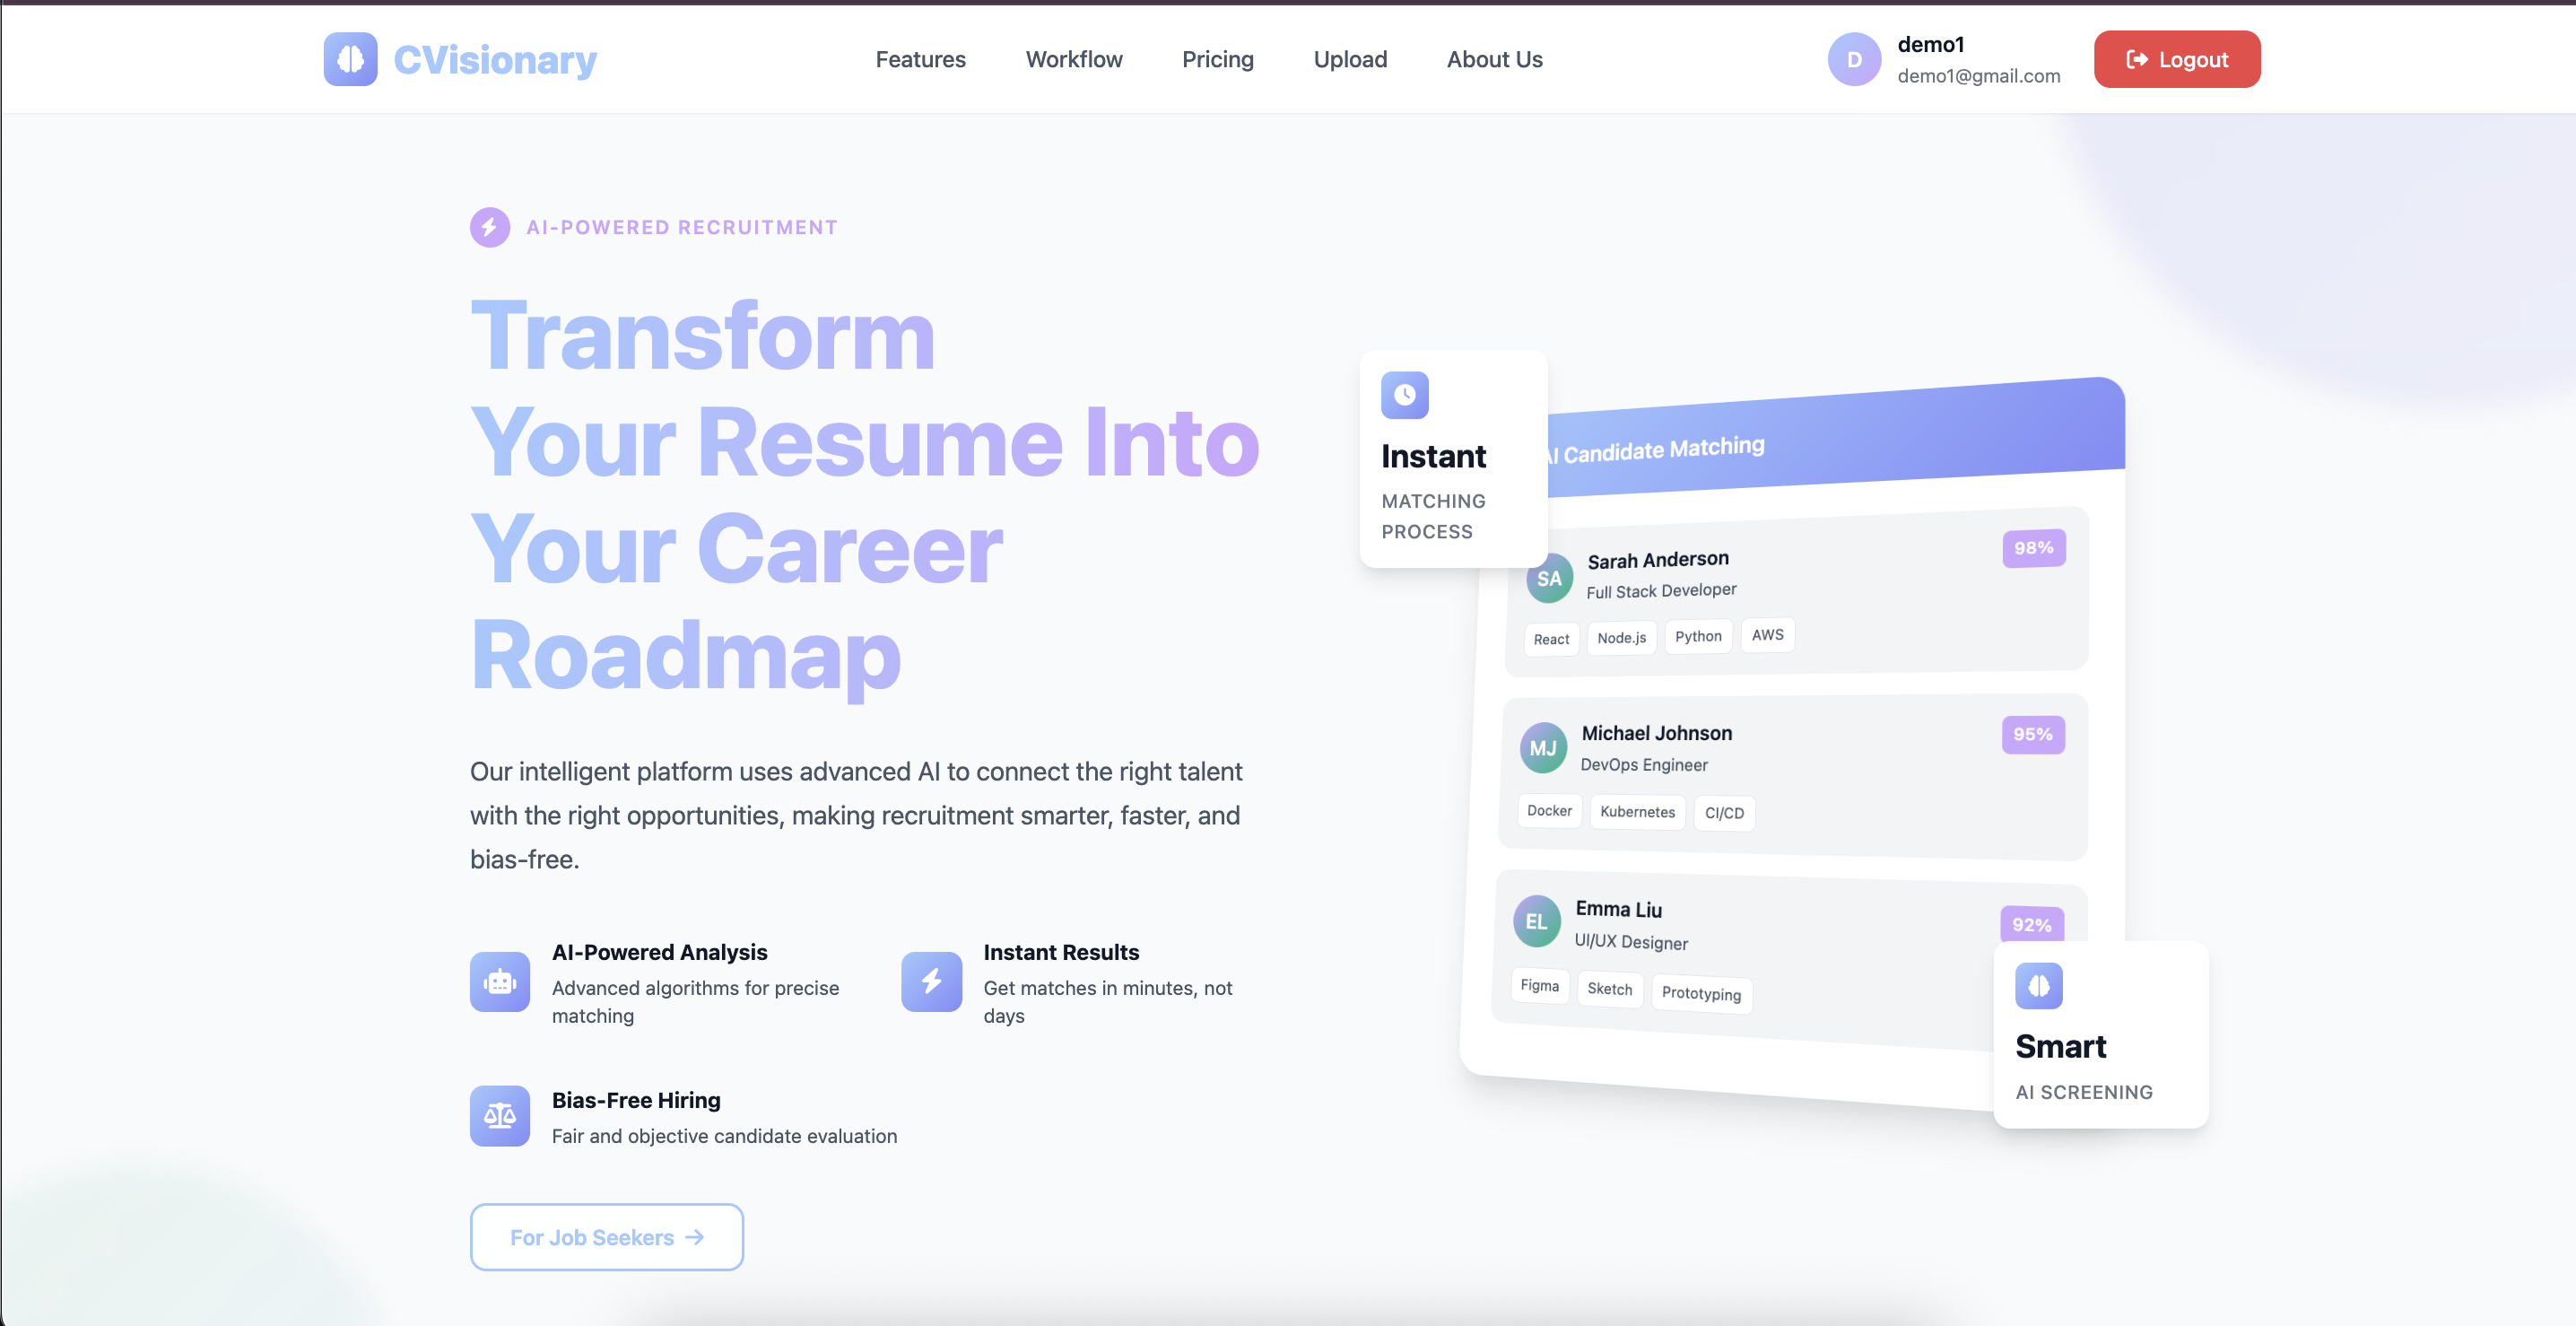 CVisionary
Features
Workflow
Pricing
Upload
About Us
D
demo1
demo1@gmail.com
Logout
AI-POWERED RECRUITMENT
Transform
Your Resume Into
Your Career
Roadmap
Our intelligent platform uses advanced AI to connect the right talent
with the right opportunities, making recruitment smarter, faster, and
bias-free.
AI-Powered Analysis
Advanced algorithms for precise
matching
Instant Results
Get matches in minutes, not
days
Bias-Free Hiring
Fair and objective candidate evaluation
For Job Seekers
Instant
MATCHING
PROCESS
AI Candidate Matching
SA
Sarah Anderson
Full Stack Developer
98%
React
Node.js
Python
AWS
MJ
Michael Johnson
DevOps Engineer
95%
Docker
Kubernetes
CI/CD
EL
Emma Liu
UI/UX Designer
92%
Figma
Sketch
Prototyping
Smart
AI SCREENING